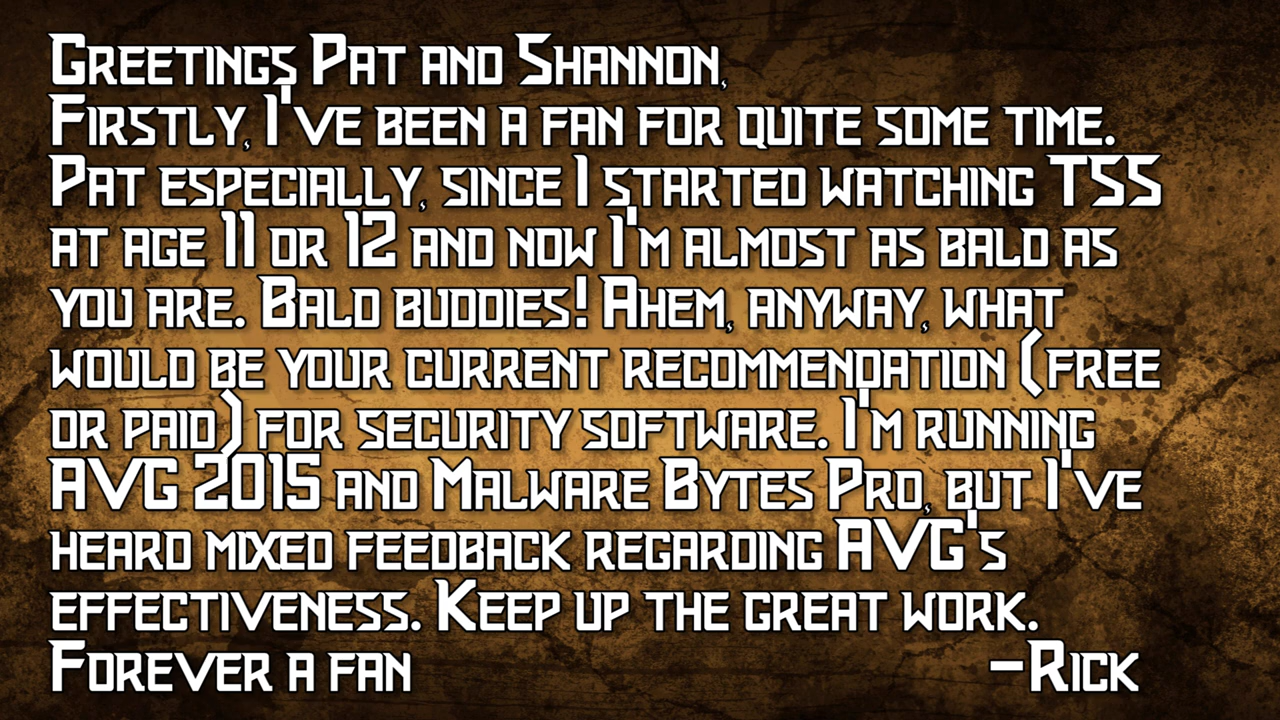 Greetings Pat and Shannon,
Firstly, I've been a fan for quite some time.
Pat especially, since I started watching TSS
at age 11 or 12 and now I'm almost as bald as
you are. Bald buddies! Ahem, anyway, what
would be your current recommendation (free
or paid) for security software. I'm running
AVG 2015 and Malware Bytes Pro, but I've
heard mixed feedback regarding AVG's
effectiveness. Keep up the great work.
Forever a fan -Rick